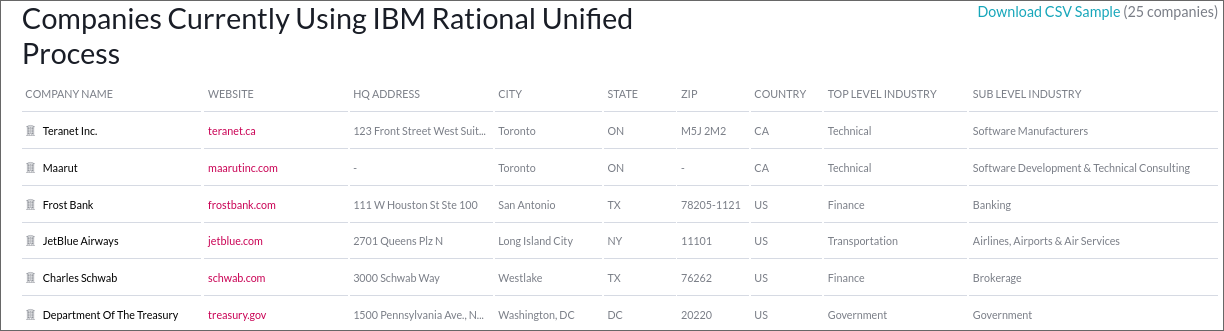 Companies Currently Using IBM Rational Unified
Process
Download CSV Sample (25 companies)
COMPANY NAME WEBSITE HQ ADDRESS CITY STATE ZIP COUNTRY TOP LEVEL INDUSTRY SUB LEVEL INDUSTRY
Teranet Inc. teranet.ca 123 Front Street West Suit... Toronto ON M5J 2M2 CA Technical Software Manufacturers
Maarut maarutinc.com - Toronto ON - CA Technical Software Development & Technical Consulting
Frost Bank frostbank.com 111 W Houston St Ste 100 San Antonio TX 78205-1121 US Finance Banking
JetBlue Airways jetblue.com 2701 Queens Plz N Long Island City NY 11101 US Transportation Airlines, Airports & Air Services
Charles Schwab schwab.com 3000 Schwab Way Westlake TX 76262 US Finance Brokerage
Department Of The Treasury treasury.gov 1500 Pennsylvania Ave., N... Washington, DC DC 20220 US Government Government